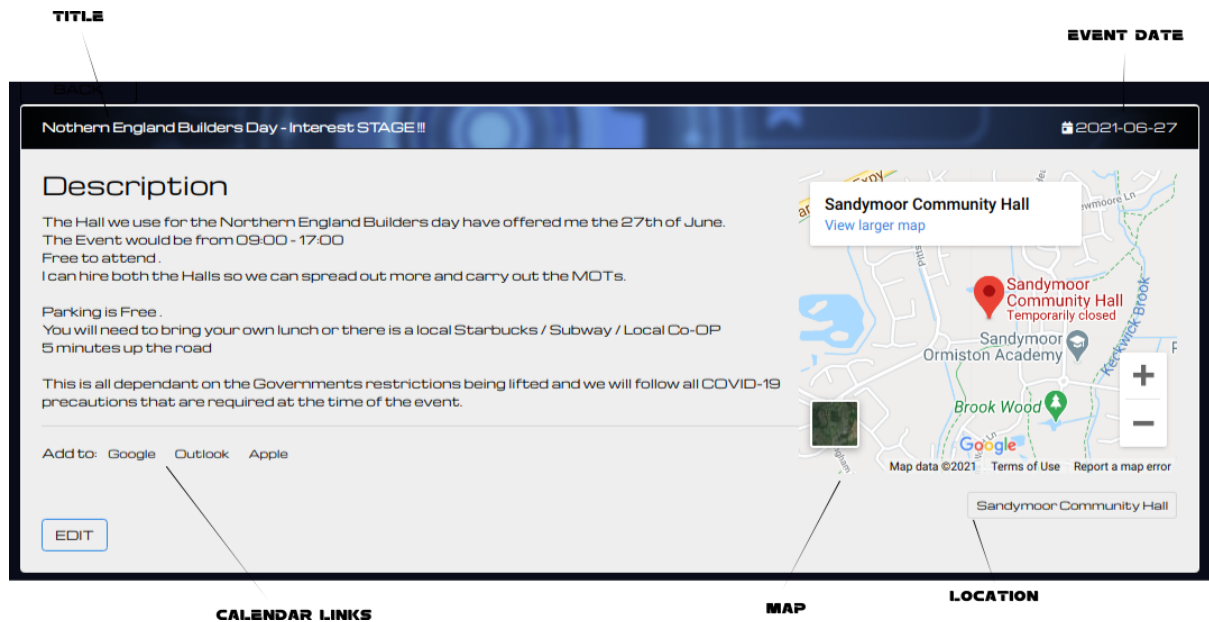 TITLE
EVENT DATE
BACK
Nothern England Builders Day - Interest STAGE !!!
2021-06-27
Description
The Hall we use for the Northern England Builders day have offered me the 27th of June.
The Event would be from 09:00 - 17:00
Free to attend .
I can hire both the Halls so we can spread out more and carry out the MOTs.
Parking is Free .
You will need to bring your own lunch or there is a local Starbucks / Subway / Local Co-OP
5 minutes up the road
This is all dependant on the Governments restrictions being lifted and we will follow all COVID-19
precautions that are required at the time of the event.
Add to: Google Outlook Apple
EDIT
Expy
Sandymoor Community Hall
View larger map
Sandymoor
Community Hall
Temporarily closed
Sandymoor
Ormiston Academy
Keckwick Brook
Brook Wood
Google
Map data ©2021 Terms of Use Report a map error
Sandymoor Community Hall
CALENDAR LINKS
MAP
LOCATION